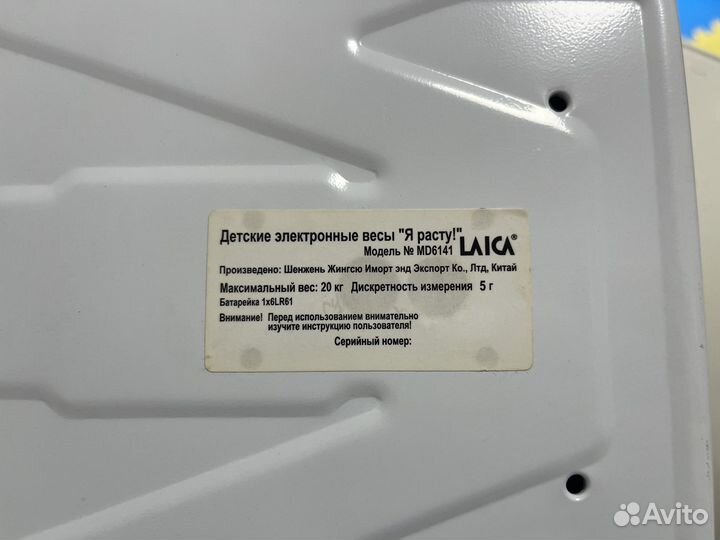 Детские электронные весы "Я расту!"
Модель № MD6141 LAICA®
Произведено: Шенжень Жингсю Иморт энд Экспорт Ко., Лтд, Китай
Максимальный вес: 20 кг Дискретность измерения 5 г
Батарейка 1x6LR61
Внимание! Перед использованием внимательно
изучите инструкцию пользователя!
Серийный номер:
Avito